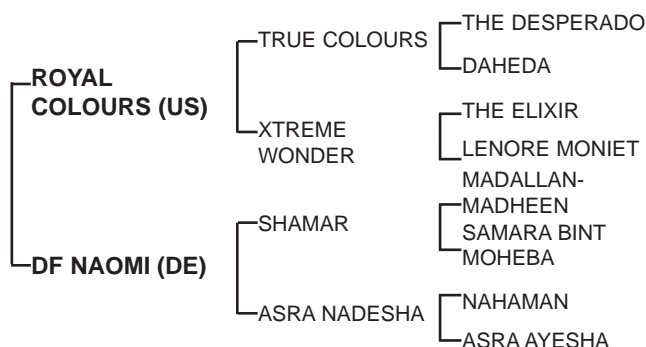 THE DESPERADO
TRUE COLOURS
DAHEDA
ROYAL
COLOURS (US)
THE ELIXIR
XTREME
WONDER
LENORE MONIET
MADALLAN-
MADHEEN
SHAMAR
SAMARA BINT
MOHEBA
DF NAOMI (DE)
NAHAMAN
ASRA NADESHA
ASRA AYESHA